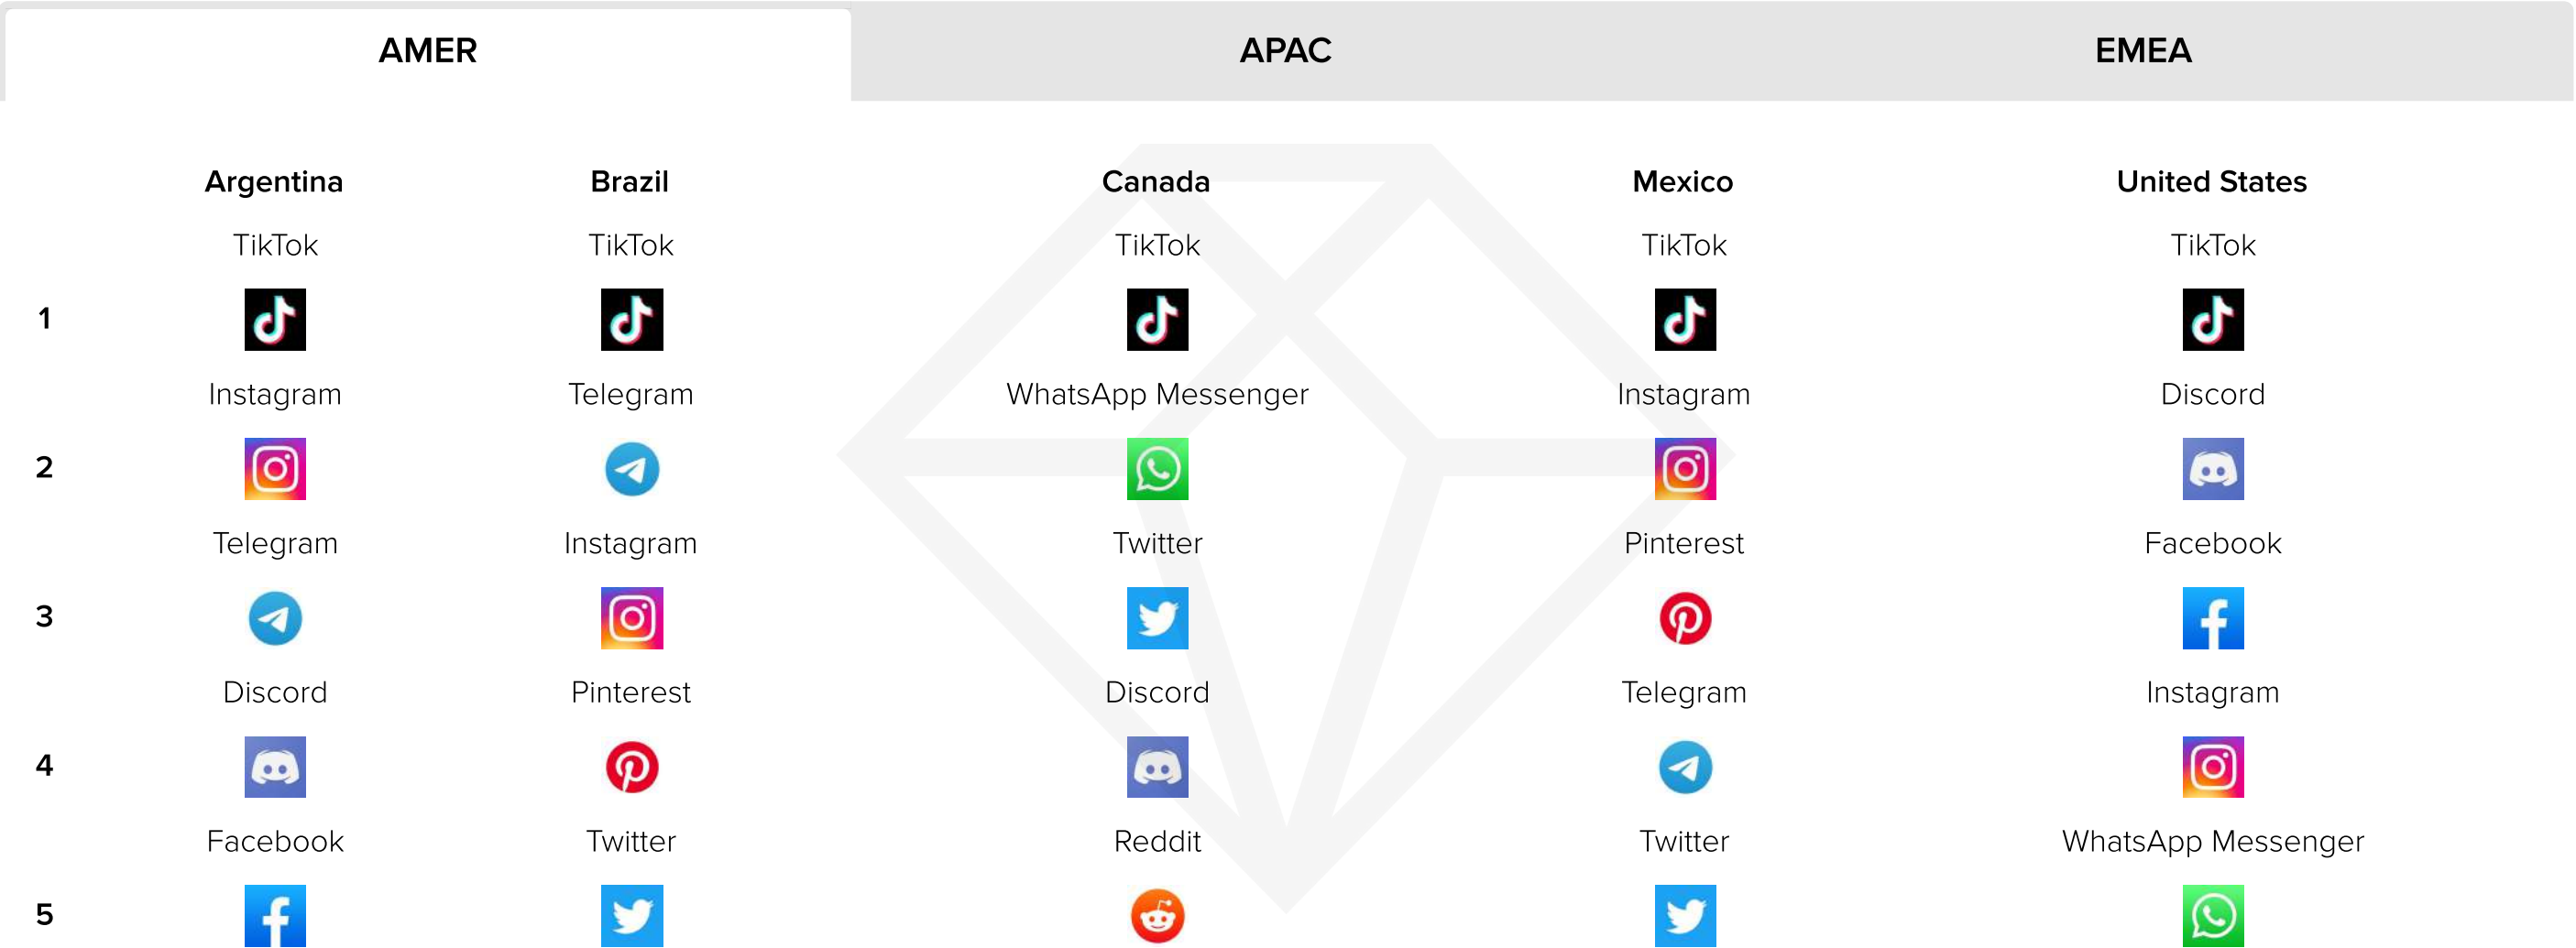 AMER APAC EMEA
Argentina Brazil Canada Mexico United States
TikTok TikTok TikTok TikTok TikTok
1
Instagram Telegram WhatsApp Messenger Instagram Discord
2
Telegram Instagram Twitter Pinterest Facebook
3
Discord Pinterest Discord Telegram Instagram
4
Facebook Twitter Reddit Twitter WhatsApp Messenger
5